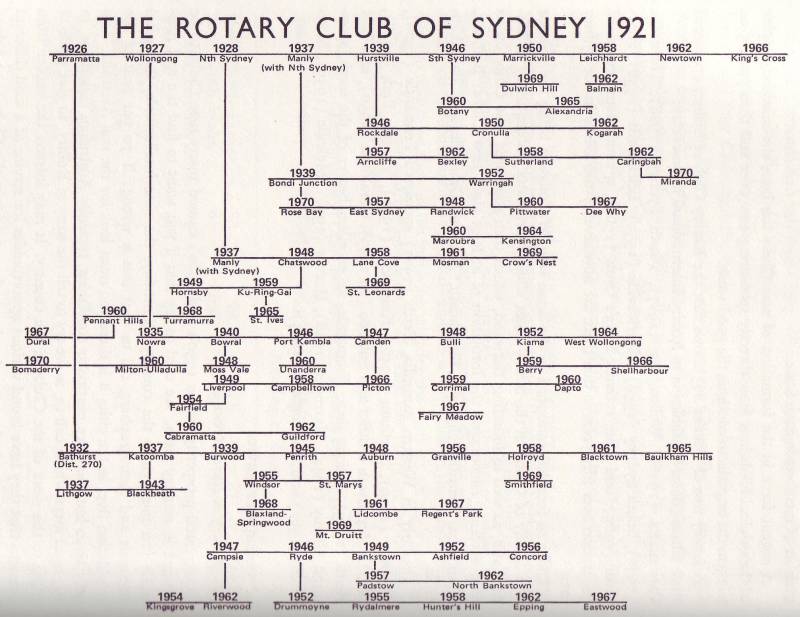 THE ROTARY CLUB OF SYDNEY 1921
1926 1927 1928 1937 1939 1946 1950 1958 1962 1966
Parramatta Wollongong Nth Sydney Manly Hurstville Sth Sydney Marrickville Leichhardt Newtown King's Cross
(with Nth Sydney)
1969 1962
Dulwich Hill Balmain
1960 1965
Botany Alexandria
1946 1950 1962
Rockdale Cronulla Kogarah
1957 1962 1958 1962
Arncliffe Bexley Sutherland Caringbah
1939 1952 1970
Bondi Junction Warringah Miranda
1970 1957 1948 1960 1967
Rose Bay East Sydney Randwick Pittwater Dee Why
1960 1964
Maroubra Kensington
1937 1948 1958 1961 1969
Manly Chatswood Lane Cove Mosman Crow's Nest
(with Sydney)
1949 1959 1969
Hornsby Ku-Ring-Gai St. Leonards
1960 1968 1965
Pennant Hills Turramurra St. Ives
1967 1935 1940 1946 1947 1948 1952 1964
Dural Nowra Bowral Port Kembla Camden Bulli Kiama West Wollongong
1970 1960 1948 1960 1959 1966
Bomaderry Milton-Ulladulla Moss Vale Unanderra Berry Shellharbour
1949 1958 1966 1959 1960
Liverpool Campbelltown Picton Corrimal Dapto
1954 1967
Fairfield Fairy Meadow
1960 1962
Cabramatta Guildford
1932 1937 1939 1945 1948 1956 1958 1961 1965
Bathurst Katoomba Burwood Penrith Auburn Granville Holroyd Blacktown Baulkham Hills
(Dist. 270)
1937 1943 1955 1957 1969
Lithgow Blackheath Windsor St. Marys Smithfield
1968 1961 1967
Blaxland- Lidcombe Regent's Park
Springwood
1969
Mt. Druitt
1947 1946 1949 1952 1956
Campsie Ryde Bankstown Ashfield Concord
1957 1962
Padstow North Bankstown
1954 1962 1952 1955 1958 1962 1967
Kingsgrove Riverwood Drummoyne Rydalmere Hunter's Hill Epping Eastwood